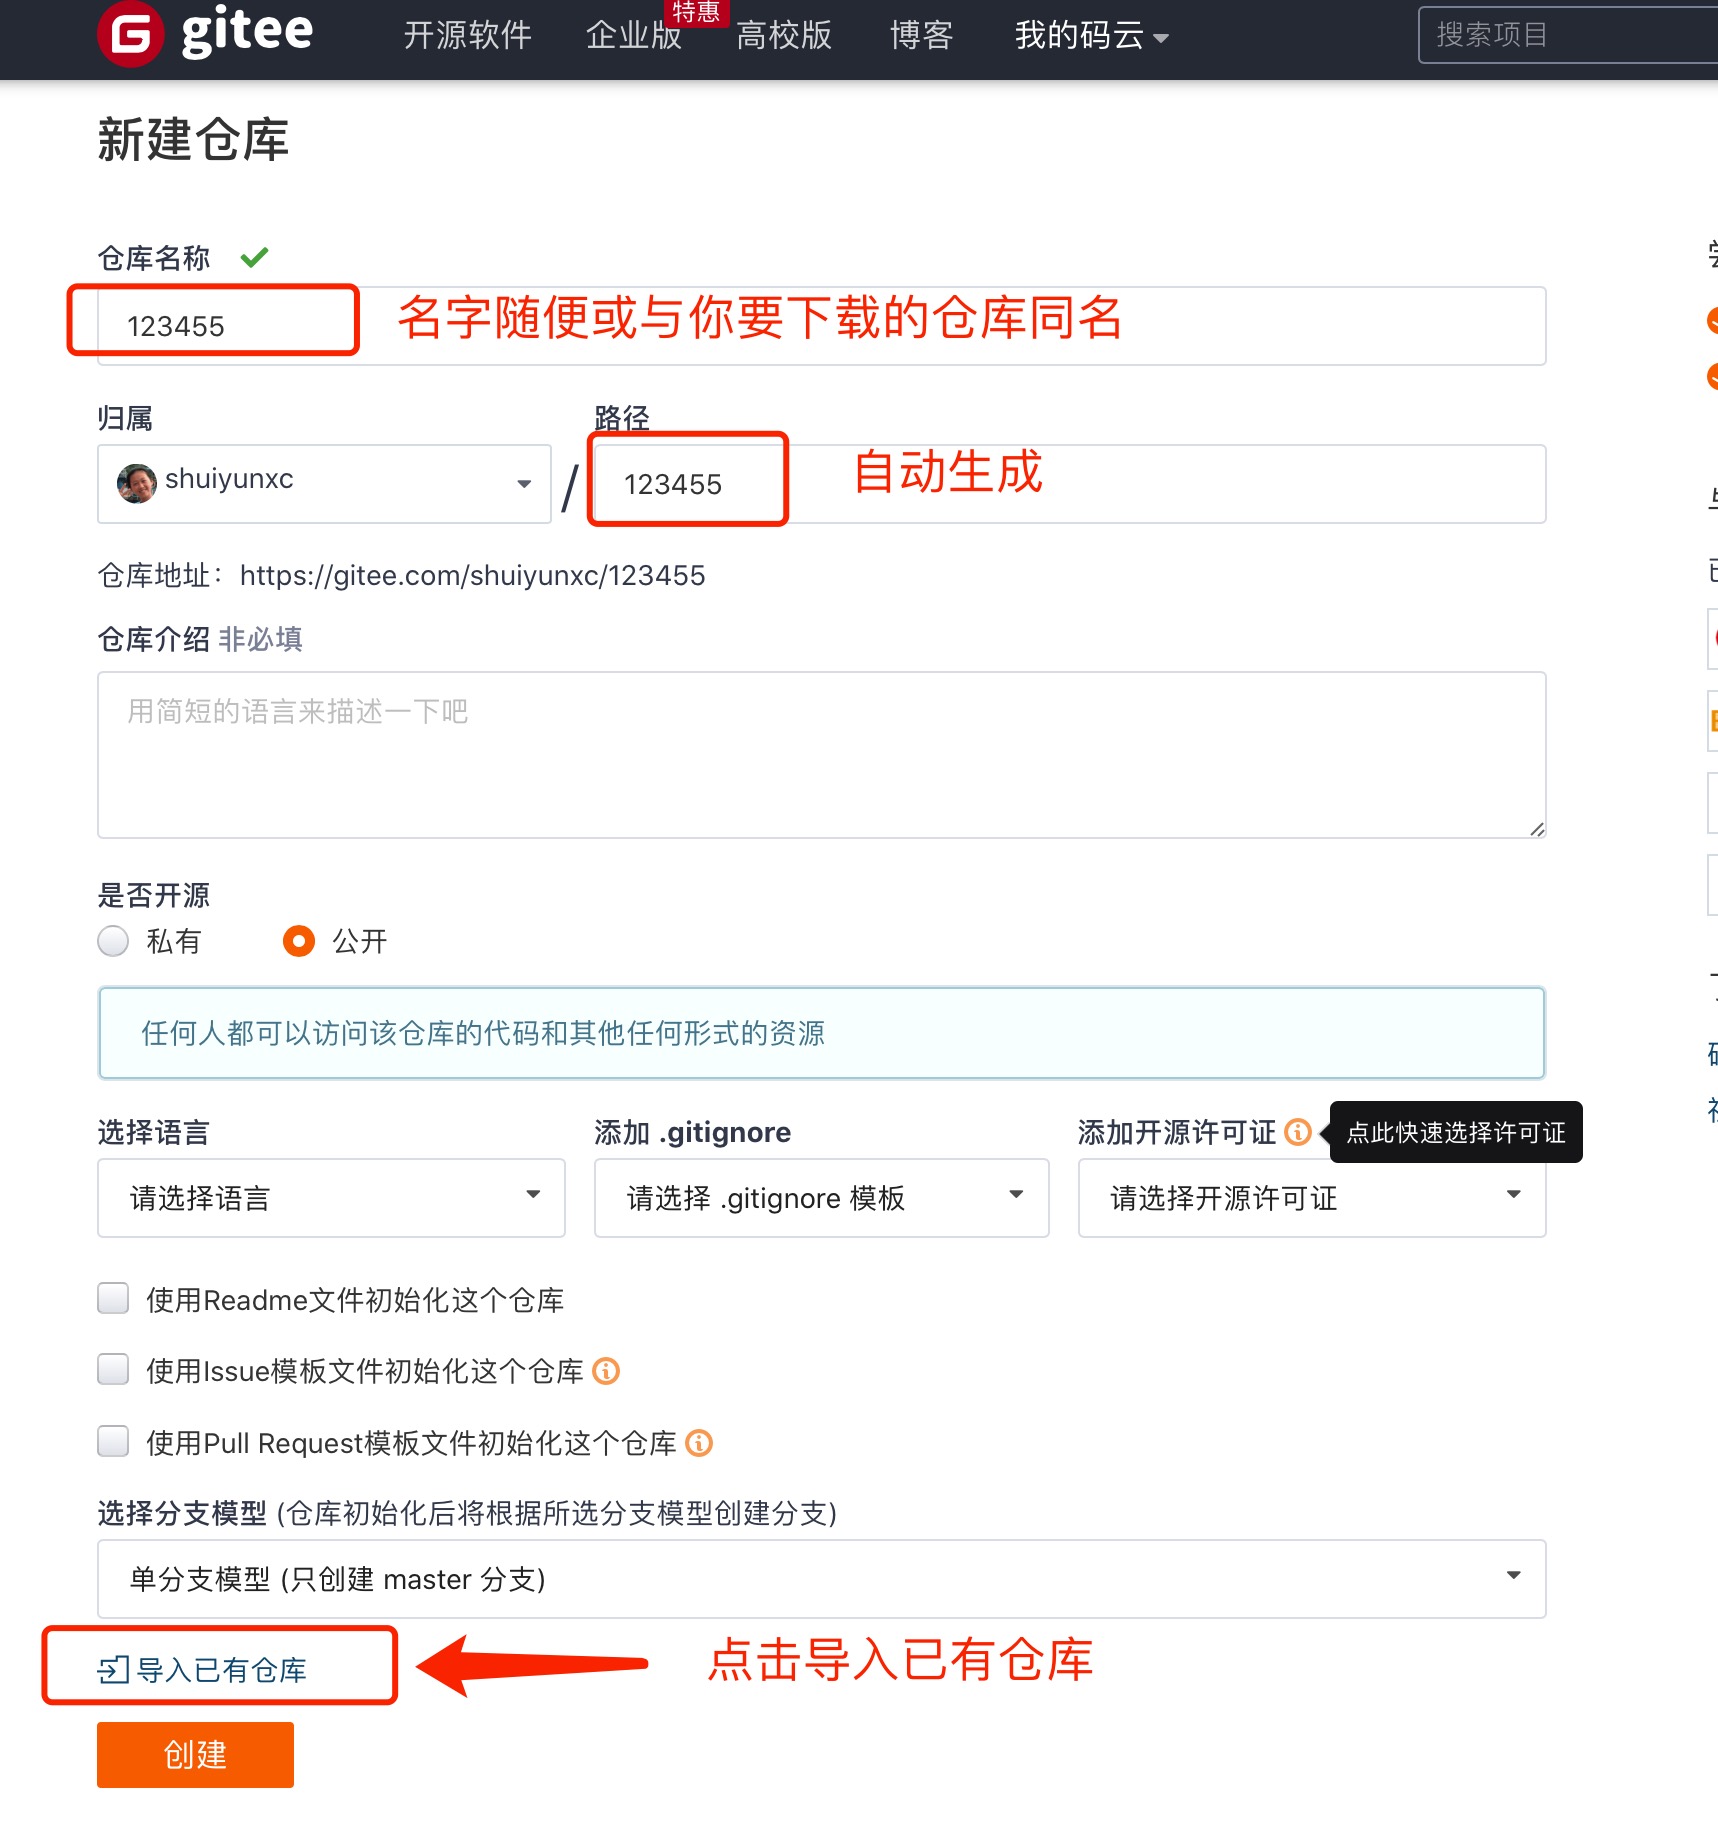 gitee 开源软件 企业版 特惠 高校版 博客 我的码云 搜索项目
新建仓库
仓库名称
123455 名字随便或与你要下载的仓库同名
归属 路径
shuiyunxc / 123455 自动生成
仓库地址：https://gitee.com/shuiyunxc/123455
仓库介绍 非必填
用简短的语言来描述一下吧
是否开源
私有 公开
任何人都可以访问该仓库的代码和其他任何形式的资源
选择语言 添加 .gitignore 添加开源许可证 点此快速选择许可证
请选择语言 请选择 .gitignore 模板 请选择开源许可证
使用Readme文件初始化这个仓库
使用Issue模板文件初始化这个仓库
使用Pull Request模板文件初始化这个仓库
选择分支模型 (仓库初始化后将根据所选分支模型创建分支)
单分支模型 (只创建 master 分支)
导入已有仓库 点击导入已有仓库
创建